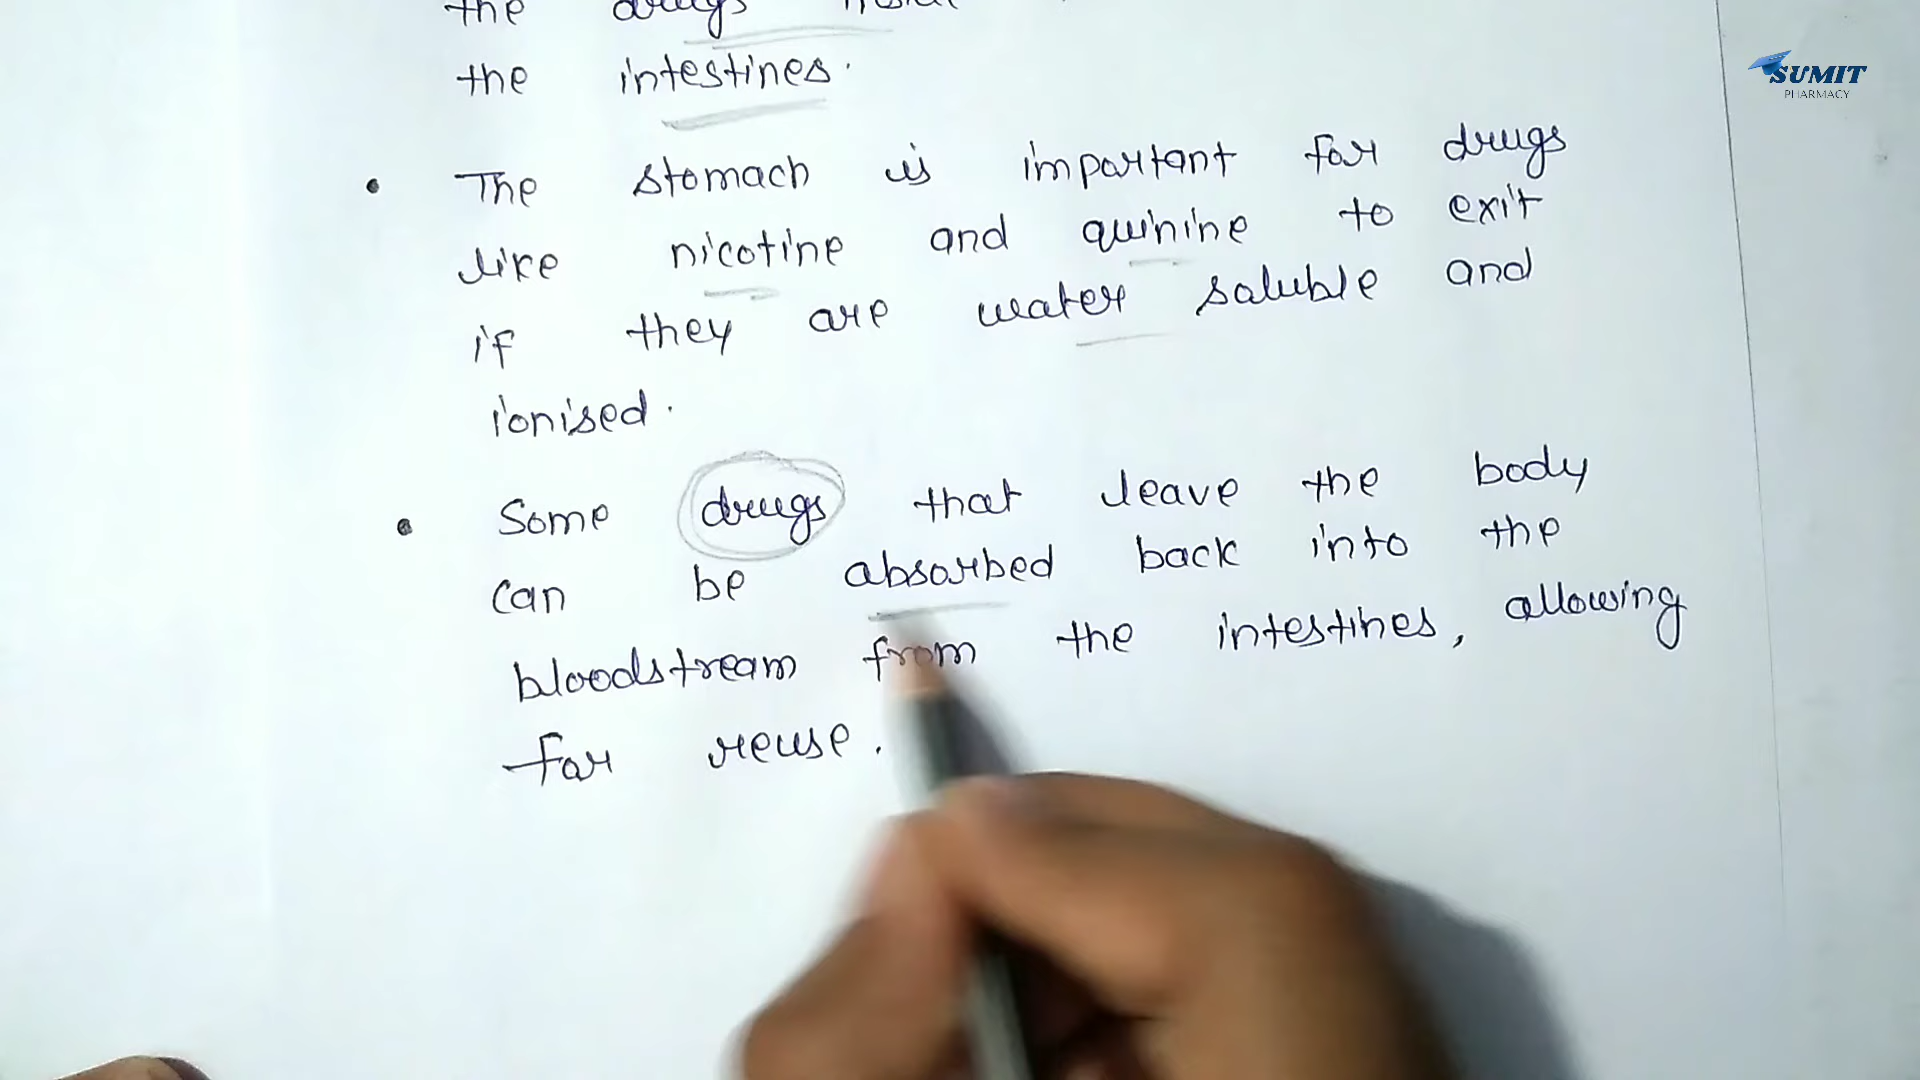 the drugs
the intestines.
• The stomach is important for drugs
like nicotine and quinine to exit
if they are water soluble and
ionised.
• Some drugs that leave the body
can be absorbed back into the
bloodstream from the intestines, allowing
for reuse.
SUMIT
PHARMACY